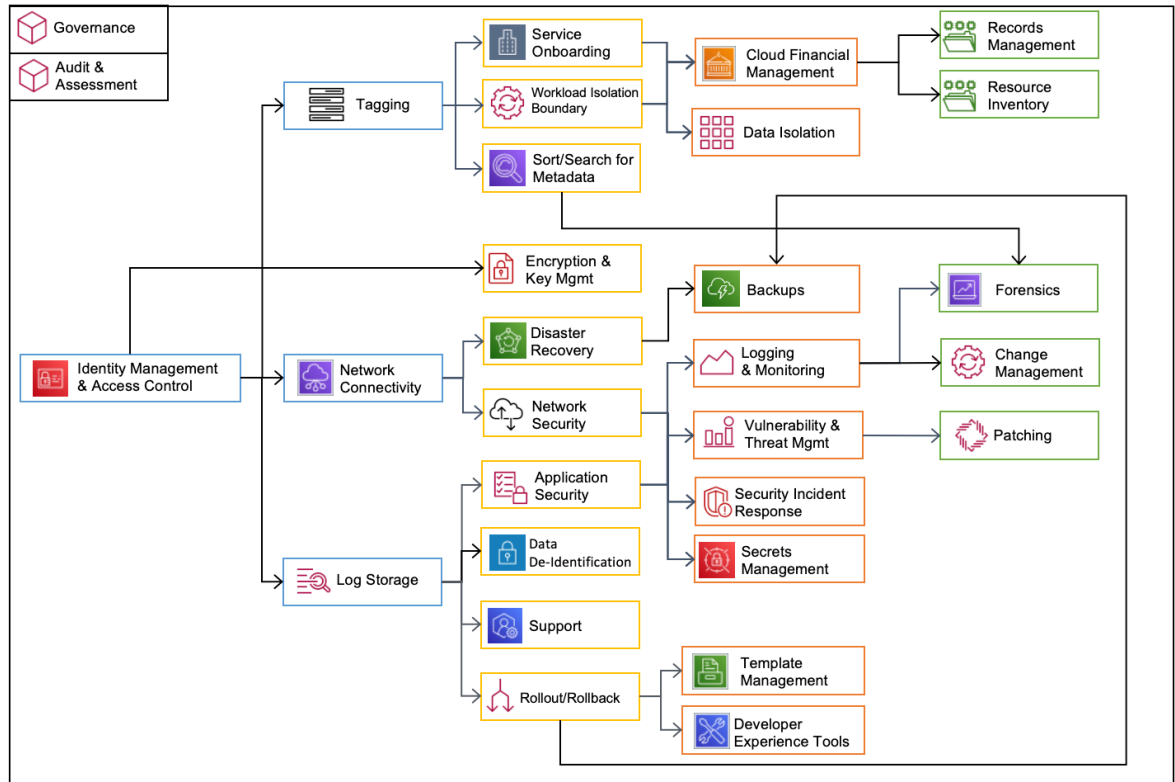 Governance
Audit &
Assessment
Tagging
Service
Onboarding
Workload Isolation
Boundary
Sort/Search for
Metadata
Cloud Financial
Management
Data Isolation
Records
Management
Resource
Inventory
Identity Management
& Access Control
Encryption &
Key Mgmt
Network
Connectivity
Disaster
Recovery
Network
Security
Backups
Logging
& Monitoring
Vulnerability &
Threat Mgmt
Security Incident
Response
Secrets
Management
Forensics
Change
Management
Patching
Log Storage
Application
Security
Data
De-Identification
Support
Rollout/Rollback
Template
Management
Developer
Experience Tools